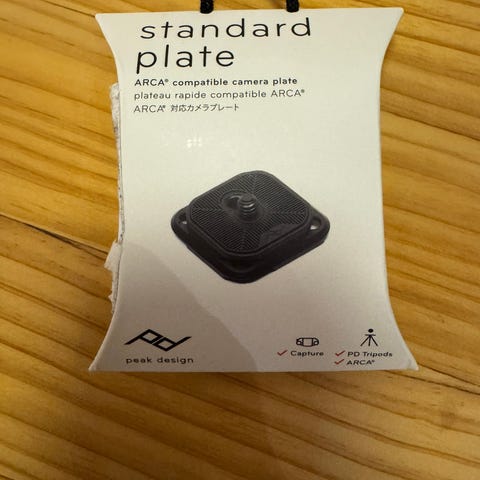 standard
plate
ARCA® compatible camera plate
plateau rapide compatible ARCA®
ARCA® 対応カメラプレート
pd
peak design
✓ Capture
✓ PD Tripods
✓ ARCA®